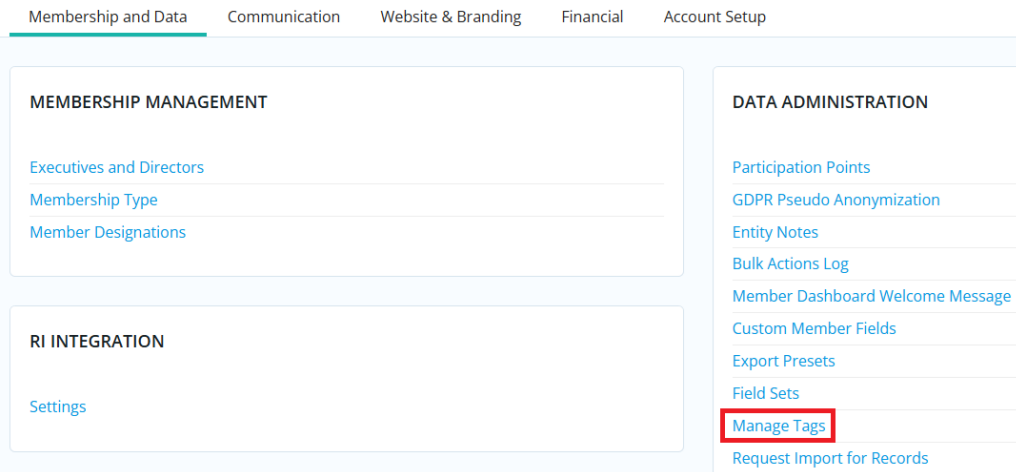 Membership and Data Communication Website & Branding Financial Account Setup
MEMBERSHIP MANAGEMENT
Executives and Directors
Membership Type
Member Designations
RI INTEGRATION
Settings
DATA ADMINISTRATION
Participation Points
GDPR Pseudo Anonymization
Entity Notes
Bulk Actions Log
Member Dashboard Welcome Message
Custom Member Fields
Export Presets
Field Sets
Manage Tags
Request Import for Records